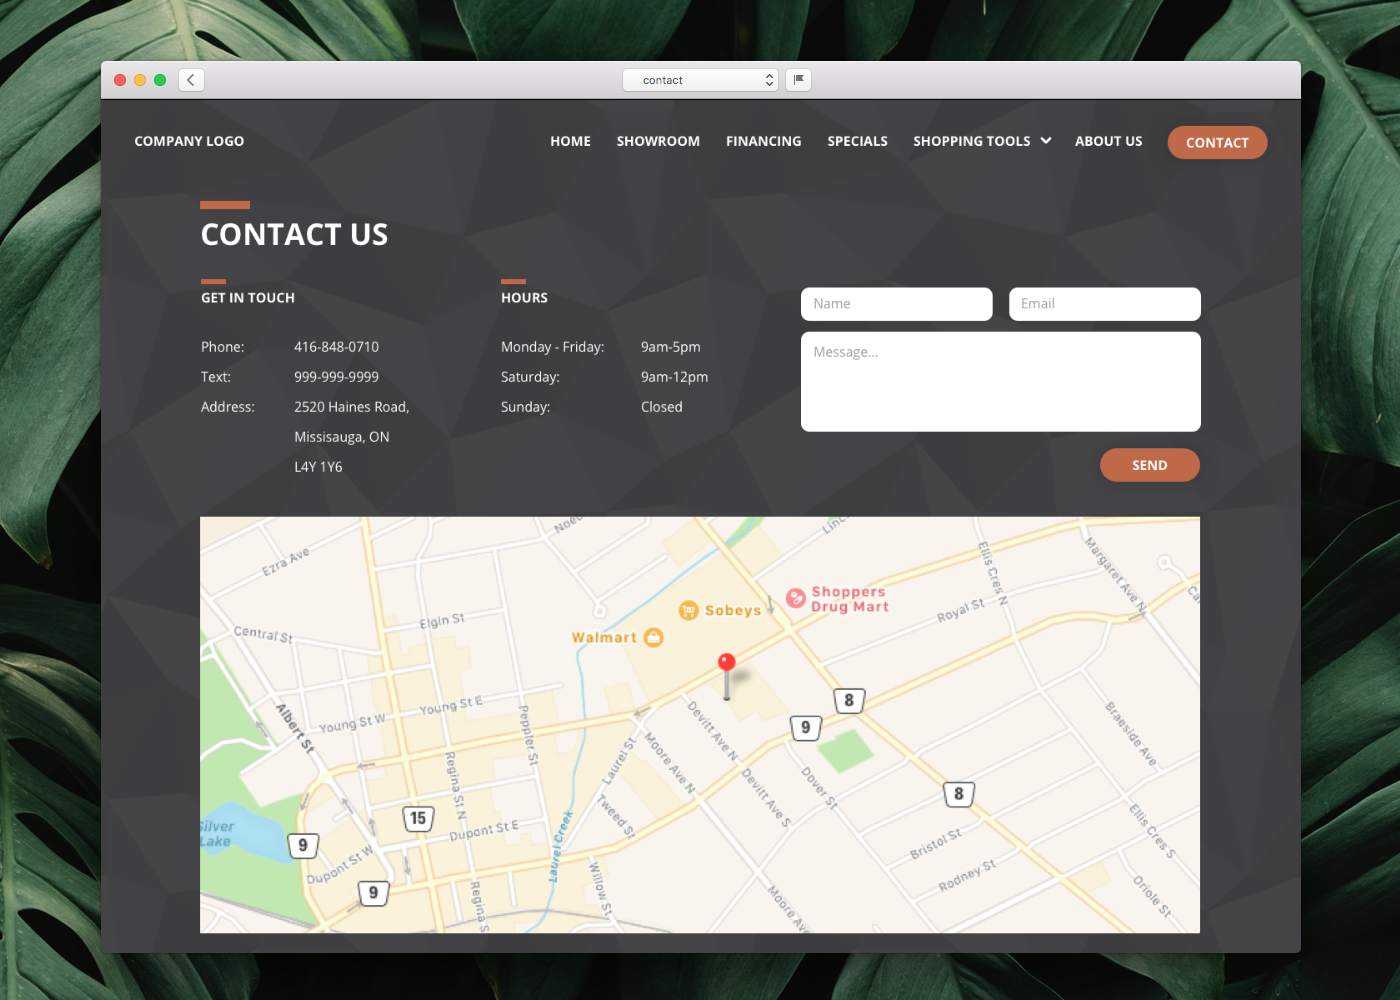 contact
COMPANY LOGO
HOME SHOWROOM FINANCING SPECIALS SHOPPING TOOLS ABOUT US CONTACT
CONTACT US
GET IN TOUCH
Phone: 416-848-0710
Text: 999-999-9999
Address: 2520 Haines Road,
Missisauga, ON
L4Y 1Y6
HOURS
Monday - Friday: 9am-5pm
Saturday: 9am-12pm
Sunday: Closed
Name
Email
Message...
SEND
Ezra Ave
Central St
Elgin St
Walmart
Sobeys
Shoppers
Drug Mart
Ellis Cres N
Margaret Ave N
Royal St
Albert St
Young St W
Young St E
Peppler St
Regina St N
Devitt Ave N
Moore Ave N
Laurel St
Devitt Ave S
Dover St
Tweed St
Braeside Ave
8
9
8
15
9
9
Silver
Lake
Dupont St E
Dupont St W
Laurel Creek
Willow St
Regina S
Moore Av
Bristol St
Rodney St
Ellis Cres S
Oriole St